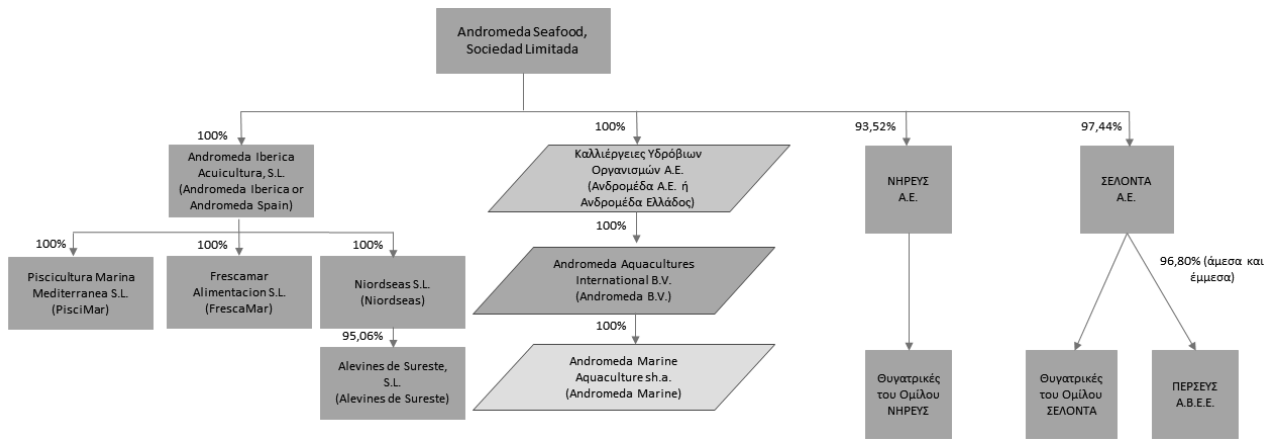 Andromeda Seafood,
Sociedad Limitada
100%
100%
93,52%
97,44%
Andromeda Iberica
Acuicultura, S.L.
(Andromeda Iberica or
Andromeda Spain)
Καλλιέργειες Υδρόβιων
Οργανισμών Α.Ε.
(Ανδρομέδα Α.Ε. ή
Ανδρομέδα Ελλάδος)
ΝΗΡΕΥΣ
Α.Ε.
ΣΕΛΟΝΤΑ
Α.Ε.
100%
100%
100%
100%
96,80% (άμεσα και
έμμεσα)
Piscicultura Marina
Mediterranea S.L.
(PisciMar)
Frescamar
Alimentacion S.L.
(FrescaMar)
Niordseas S.L.
(Niordseas)
Andromeda Aquacultures
International B.V.
(Andromeda B.V.)
95,06%
100%
Alevines de Sureste,
S.L.
(Alevines de Sureste)
Andromeda Marine
Aquaculture sh.a.
(Andromeda Marine)
Θυγατρικές
του Ομίλου
ΝΗΡΕΥΣ
Θυγατρικές
του Ομίλου
ΣΕΛΟΝΤΑ
ΠΕΡΣΕΥΣ
Α.Β.Ε.Ε.